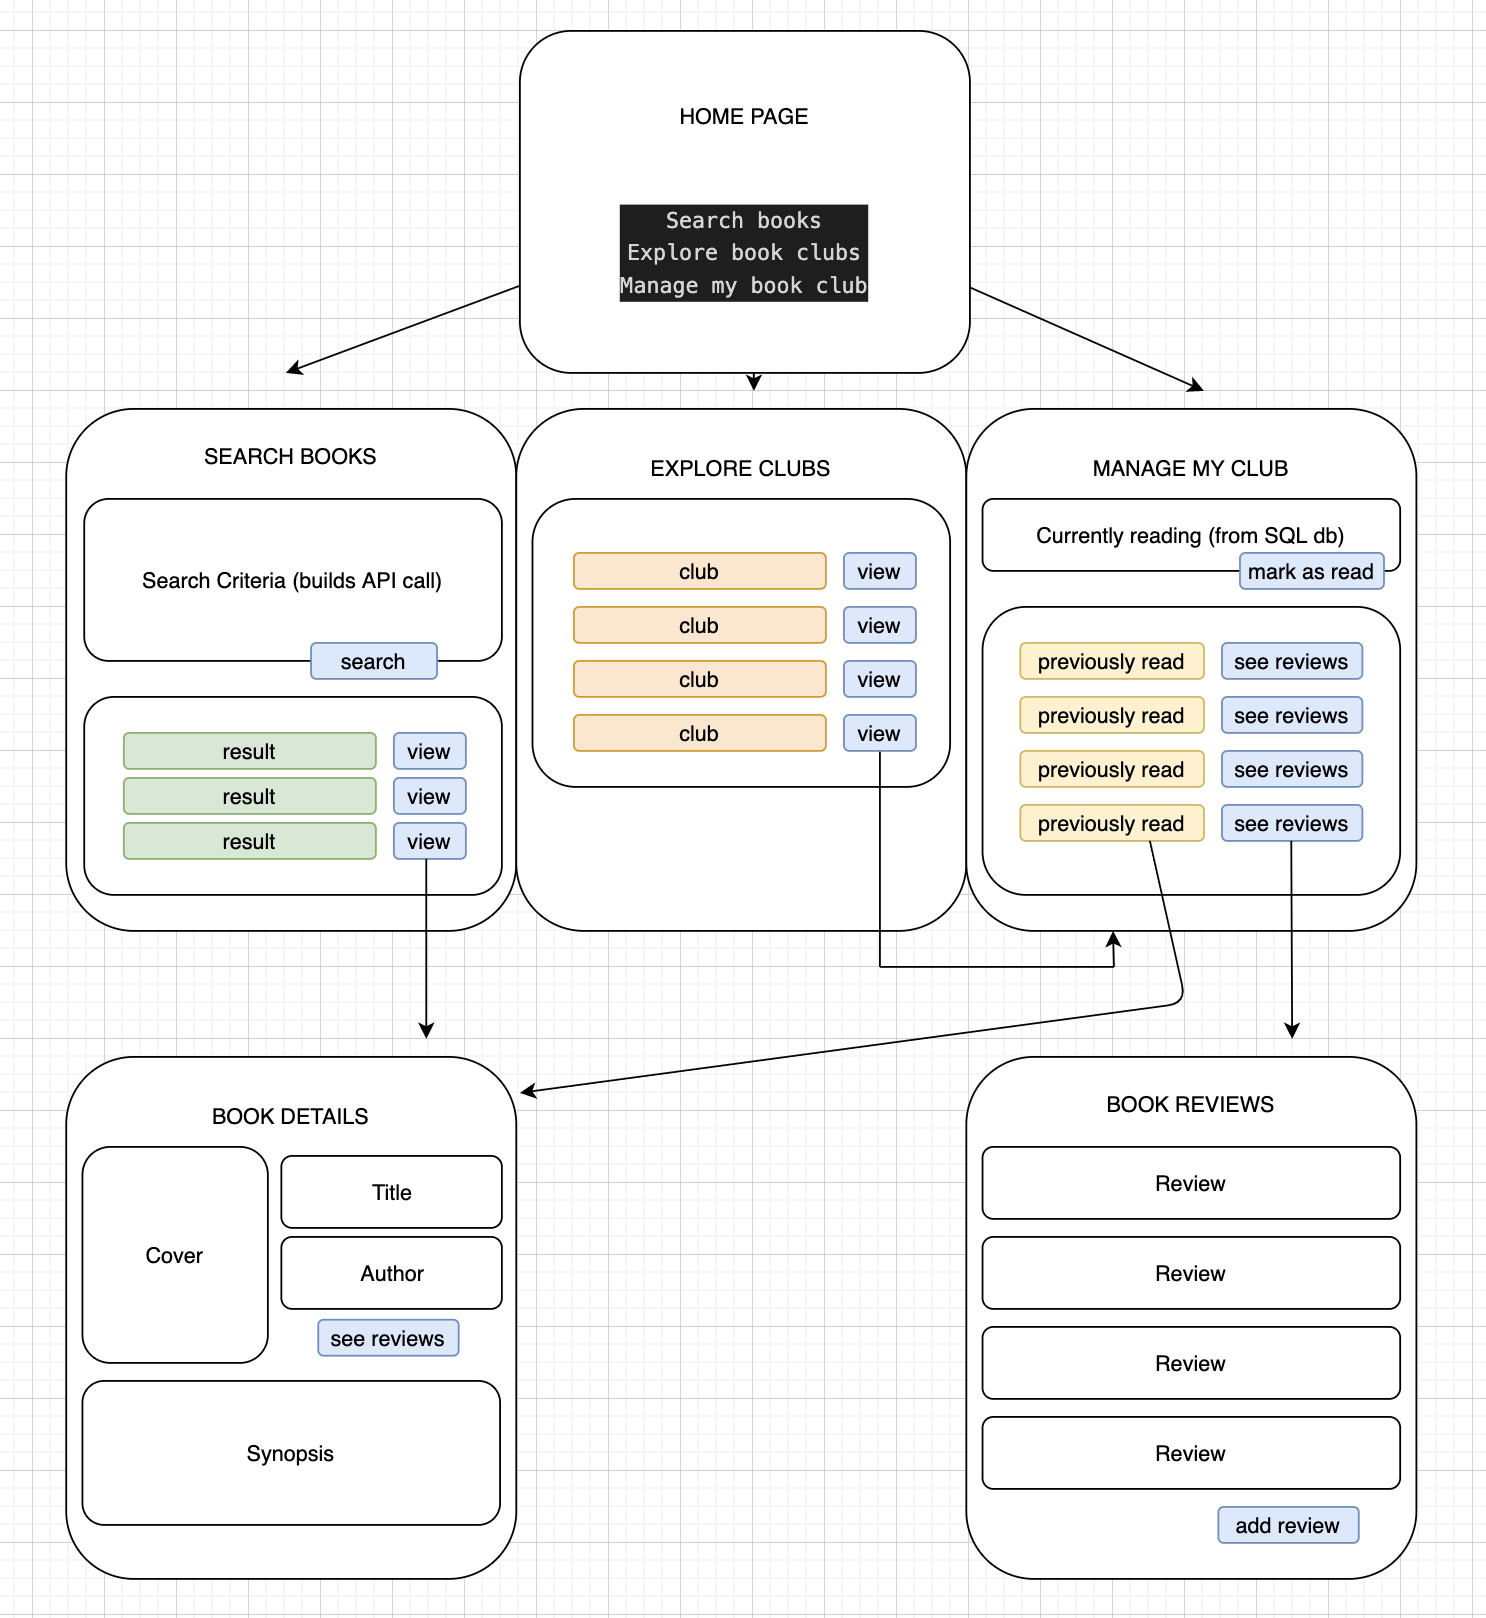 HOME PAGE
Search books
Explore book clubs
Manage my book club
SEARCH BOOKS
Search Criteria (builds API call)
search
result view
result view
result view
EXPLORE CLUBS
club view
club view
club view
club view
MANAGE MY CLUB
Currently reading (from SQL db)
mark as read
previously read see reviews
previously read see reviews
previously read see reviews
previously read see reviews
BOOK DETAILS
Cover
Title
Author
see reviews
Synopsis
BOOK REVIEWS
Review
Review
Review
Review
add review